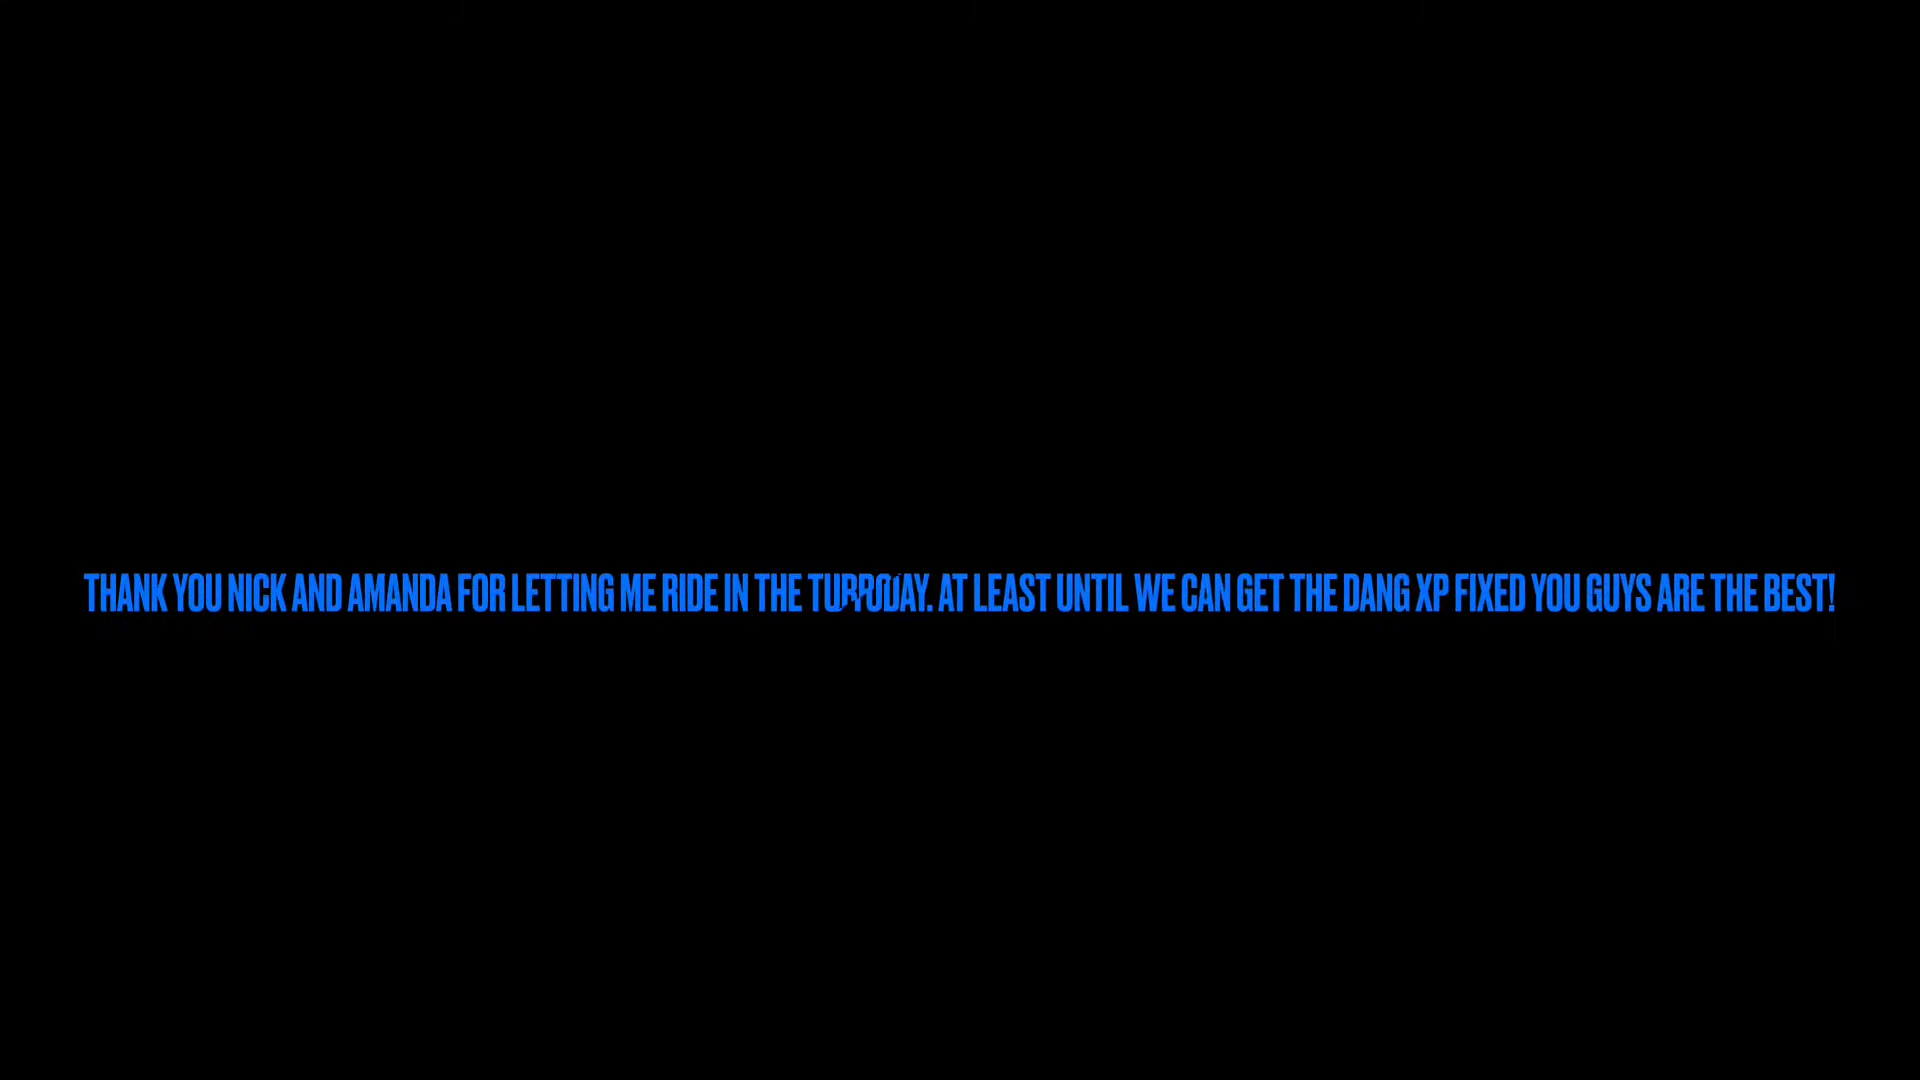 THANK YOU NICK AND AMANDA FOR LETTING ME RIDE IN THE TURBODAY. AT LEAST UNTIL WE CAN GET THE DANG XP FIXED YOU GUYS ARE THE BEST!